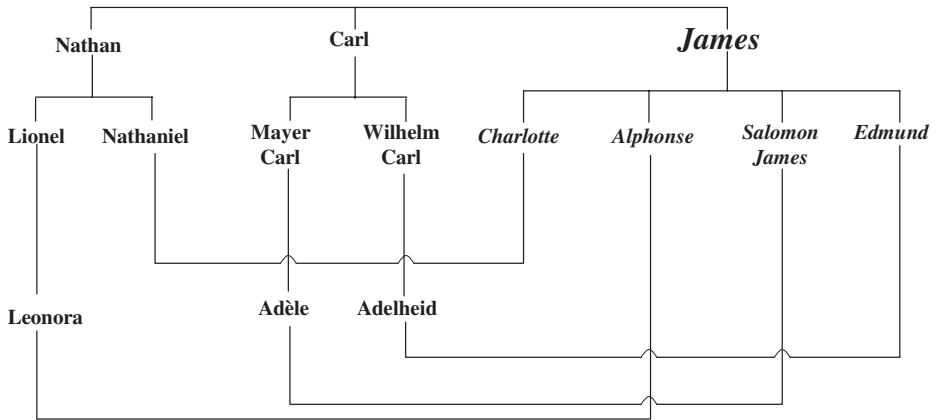 Nathan
Carl
James
Lionel
Nathaniel
Mayer
Carl
Wilhelm
Carl
Charlotte
Alphonse
Salomon
James
Edmund
Leonora
Adèle
Adelheid